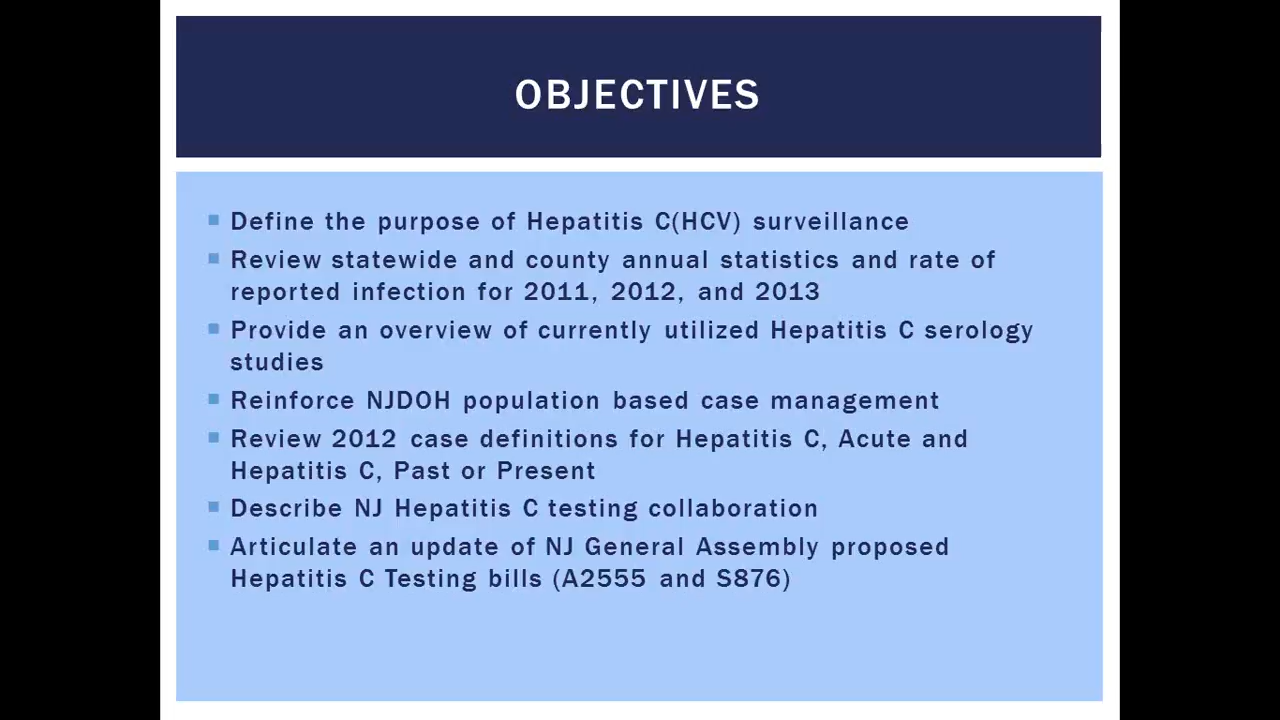 OBJECTIVES
Define the purpose of Hepatitis C(HCV) surveillance
Review statewide and county annual statistics and rate of
reported infection for 2011, 2012, and 2013
Provide an overview of currently utilized Hepatitis C serology
studies
Reinforce NJDOH population based case management
Review 2012 case definitions for Hepatitis C, Acute and
Hepatitis C, Past or Present
Describe NJ Hepatitis C testing collaboration
Articulate an update of NJ General Assembly proposed
Hepatitis C Testing bills (A2555 and S876)